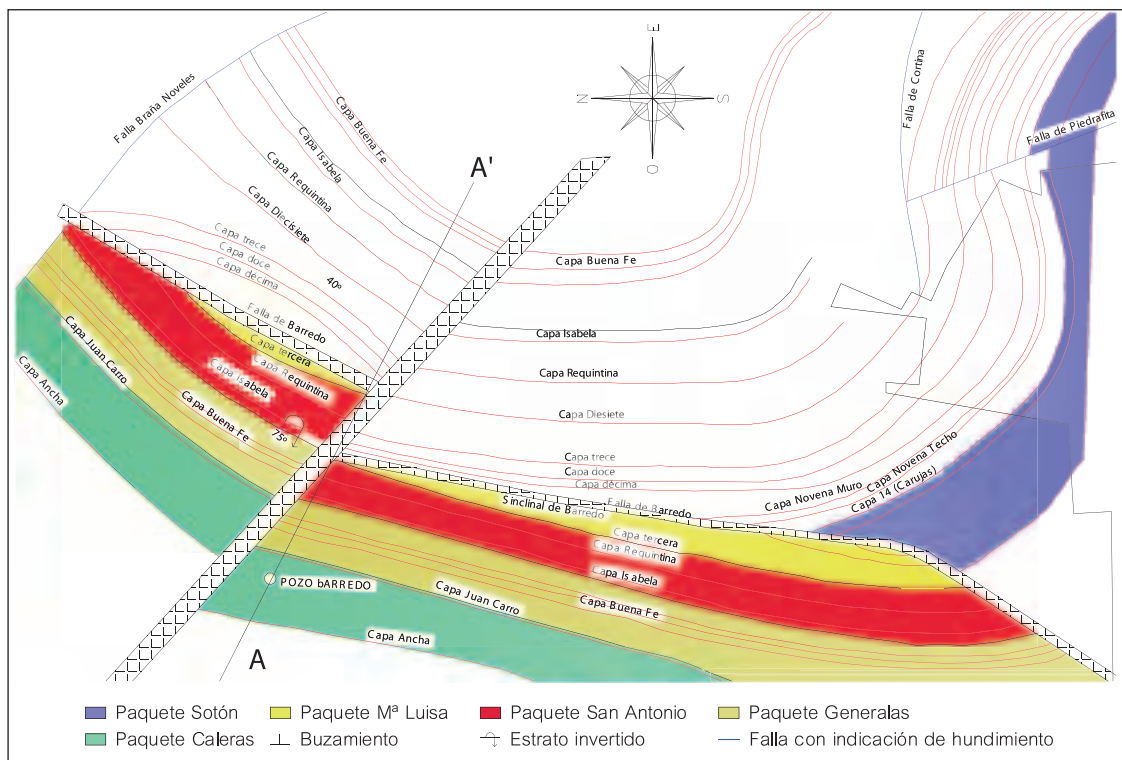 E
N
S
O
Falla Braña Noveles
Capa Buena Fe
Capa Isabela
Capa Requintina
Capa Diecisiete
A'
Falla de Cortina
Falla de Piedrafita
Capa trece
Capa doce
Capa décima
40º
Falla de Barredo
Capa tercera
Capa Requintina
Capa Isabela
Capa Juan Carro
Capa Ancha
Capa Buena Fe
75º
Capa Buena Fe
Capa Isabela
Capa Requintina
Capa Diesiete
Capa trece
Capa doce
Capa décima
Capa Novena Muro
Capa Novena Techo
Capa 14 (Carujas)
Falla de Barredo
Sinclinal de Barredo
Capa tercera
Capa Requintina
Capa Isabela
Capa Buena Fe
POZO bARREDO
Capa Juan Carro
Capa Ancha
A
Paquete Sotón
Paquete Mª Luisa
Paquete San Antonio
Paquete Generalas
Paquete Caleras
Buzamiento
Estrato invertido
Falla con indicación de hundimiento